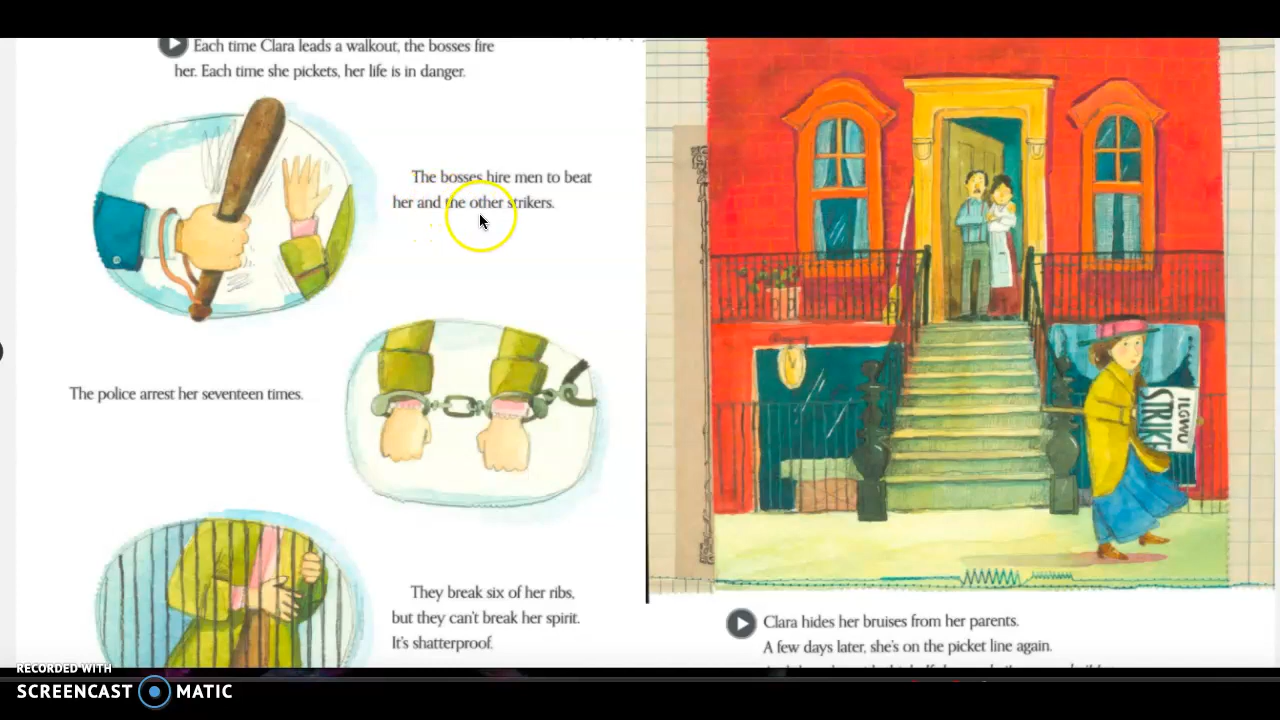 Each time Clara leads a walkout, the bosses fire
her. Each time she pickets, her life is in danger.
The bosses hire men to beat
her and the other strikers.
The police arrest her seventeen times.
They break six of her ribs,
but they can't break her spirit.
It's shatterproof.
ILGWU
STRIKE
Clara hides her bruises from her parents.
A few days later, she's on the picket line again.
RECORDED WITH
SCREENCAST MATIC